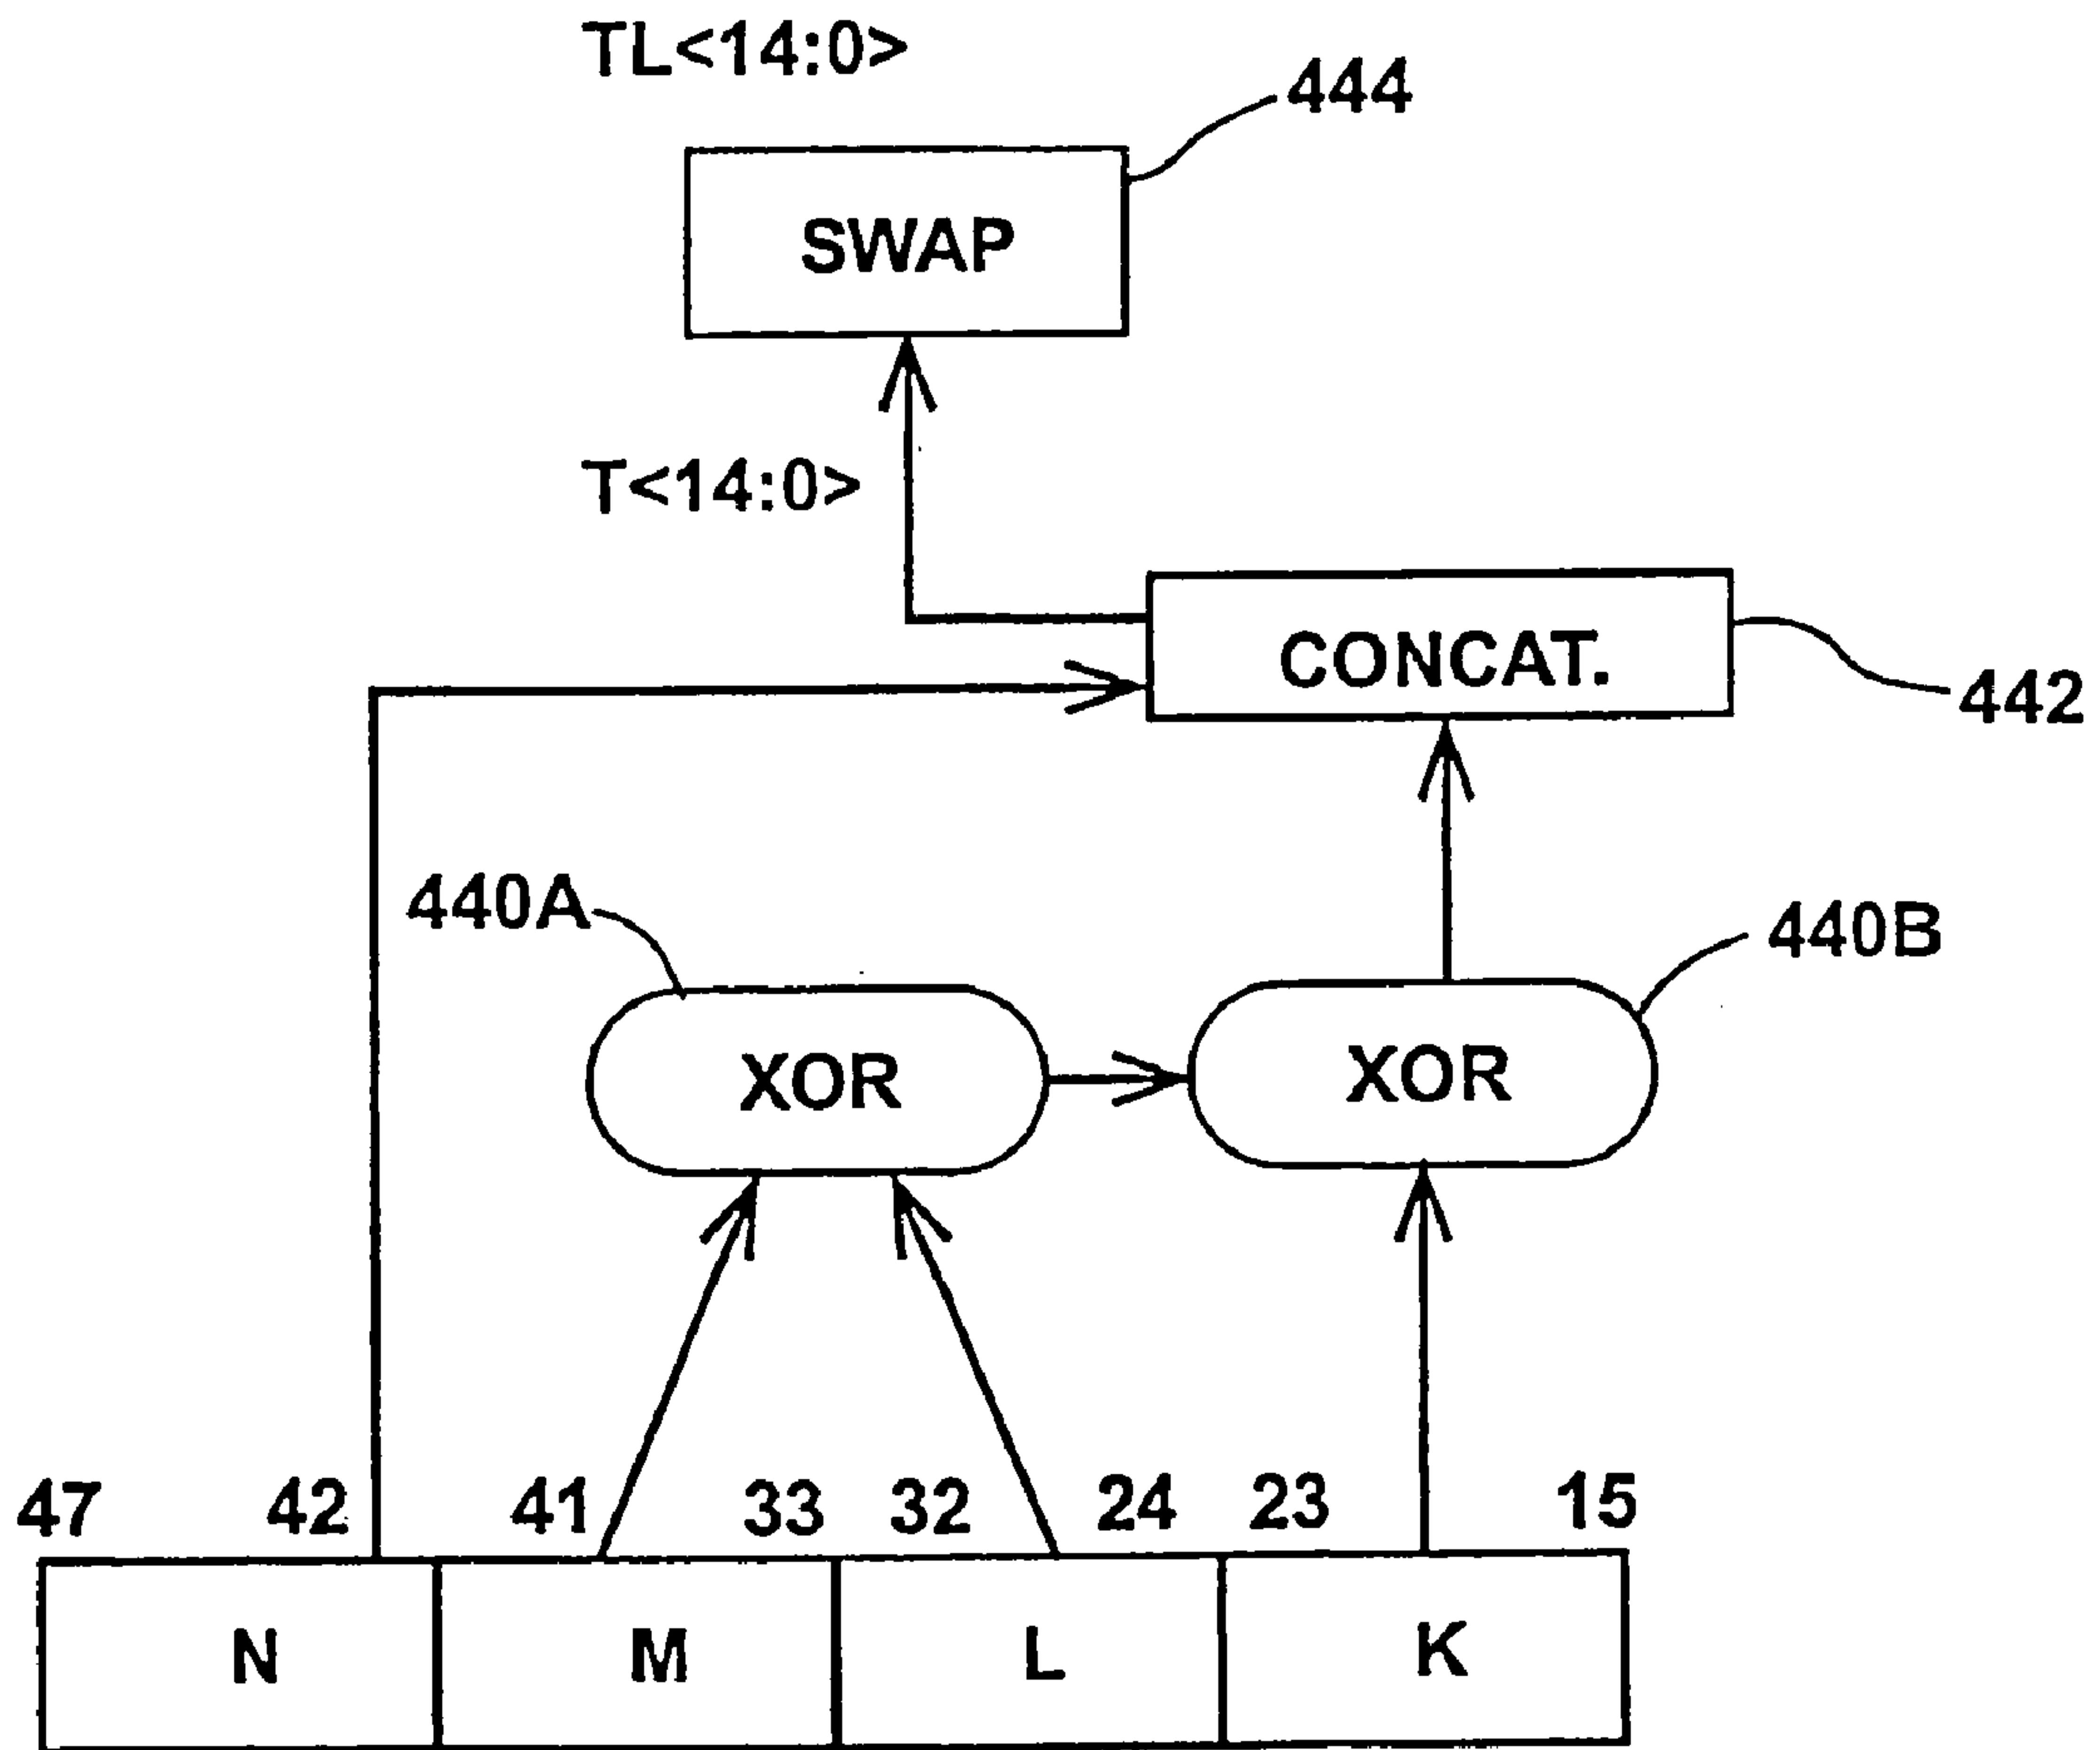 TL<14:0>
444
SWAP
T<14:0>
CONCAT.
442
440A
440B
XOR
XOR
47 42 41 33 32 24 23 15
N M L K